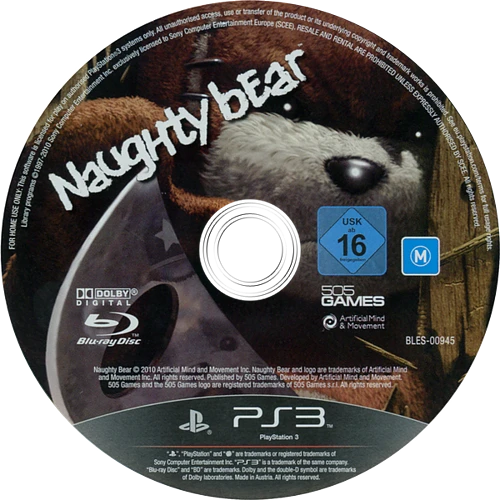 FOR HOME USE ONLY: This software is licensed for play on authorised PlayStation®3 systems only. All unauthorised access, use or transfer of the product or its underlying copyright and trademark works is prohibited. See eu.playstation.com/terms for full usage rights.
Library programs ©1997-2010 Sony Computer Entertainment Inc. exclusively licensed to Sony Computer Entertainment Europe (SCEE). RESALE AND RENTAL ARE PROHIBITED UNLESS EXPRESSLY AUTHORISED BY SCEE. All rights reserved.
Naughty bEar
USK
ab
16
freigegeben
M
505
GAMES
DOLBY
DIGITAL
Artificial Mind
& Movement
Blu-ray Disc
BLES-00945
Naughty Bear © 2010 Artificial Mind and Movement Inc. Naughty Bear and logo are trademarks of Artificial Mind
and Movement Inc. All rights reserved. Published by 505 Games. Developed by Artificial Mind and Movement.
505 Games and the 505 Games logo are registered trademarks of 505 Games s.r.l. All rights reserved.
PS3™
PlayStation 3
", "PlayStation" and " " are trademarks or registered trademarks of
Sony Computer Entertainment Inc. "PS3" is a trademark of the same company.
"Blu-ray Disc" and "BD" are trademarks. Dolby and the double-D symbol are trademarks
of Dolby laboratories. Made in Austria. All rights reserved.